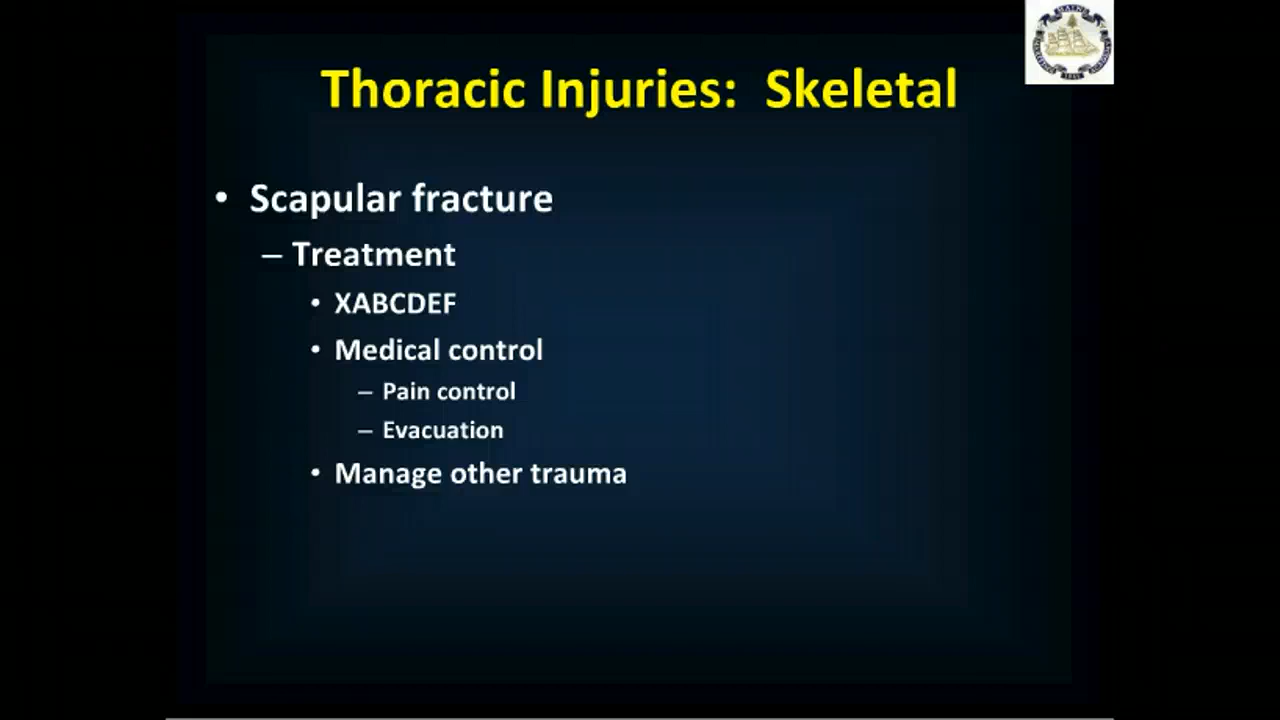 Thoracic Injuries: Skeletal
• Scapular fracture
– Treatment
• XABCDEF
• Medical control
– Pain control
– Evacuation
• Manage other trauma